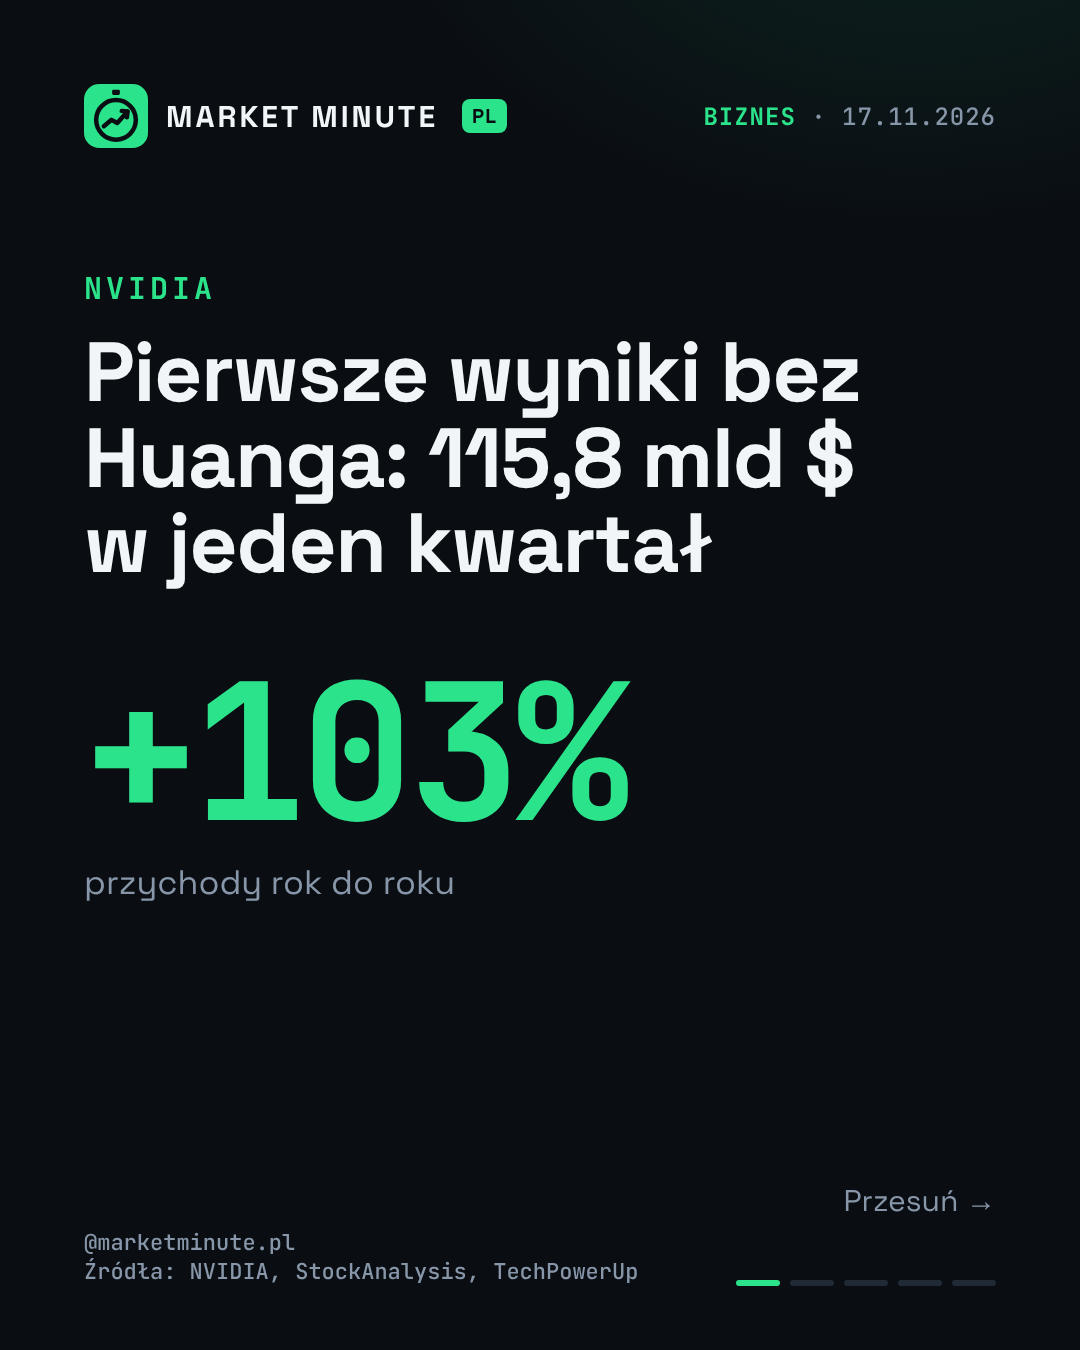 MARKET MINUTE PL
BIZNES · 17.11.2026
NVIDIA
Pierwsze wyniki bez
Huanga: 115,8 mld $
w jeden kwartał
+103%
przychody rok do roku
Przesuń →
@marketminute.pl
Źródła: NVIDIA, StockAnalysis, TechPowerUp